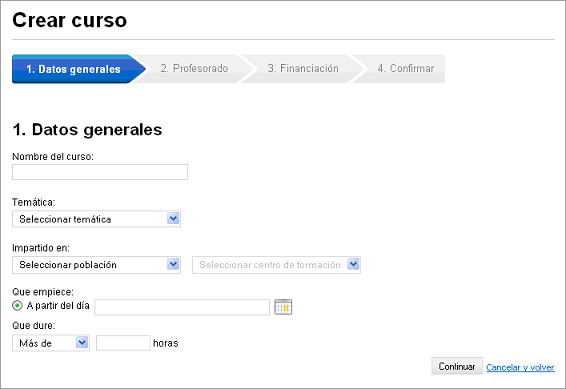 Crear curso
1. Datos generales 2. Profesorado 3. Financiación 4. Confirmar
1. Datos generales
Nombre del curso:
Temática:
Seleccionar temática
Impartido en:
Seleccionar población Seleccionar centro de formación
Que empiece:
A partir del día
Que dure:
Más de horas
Continuar Cancelar y volver